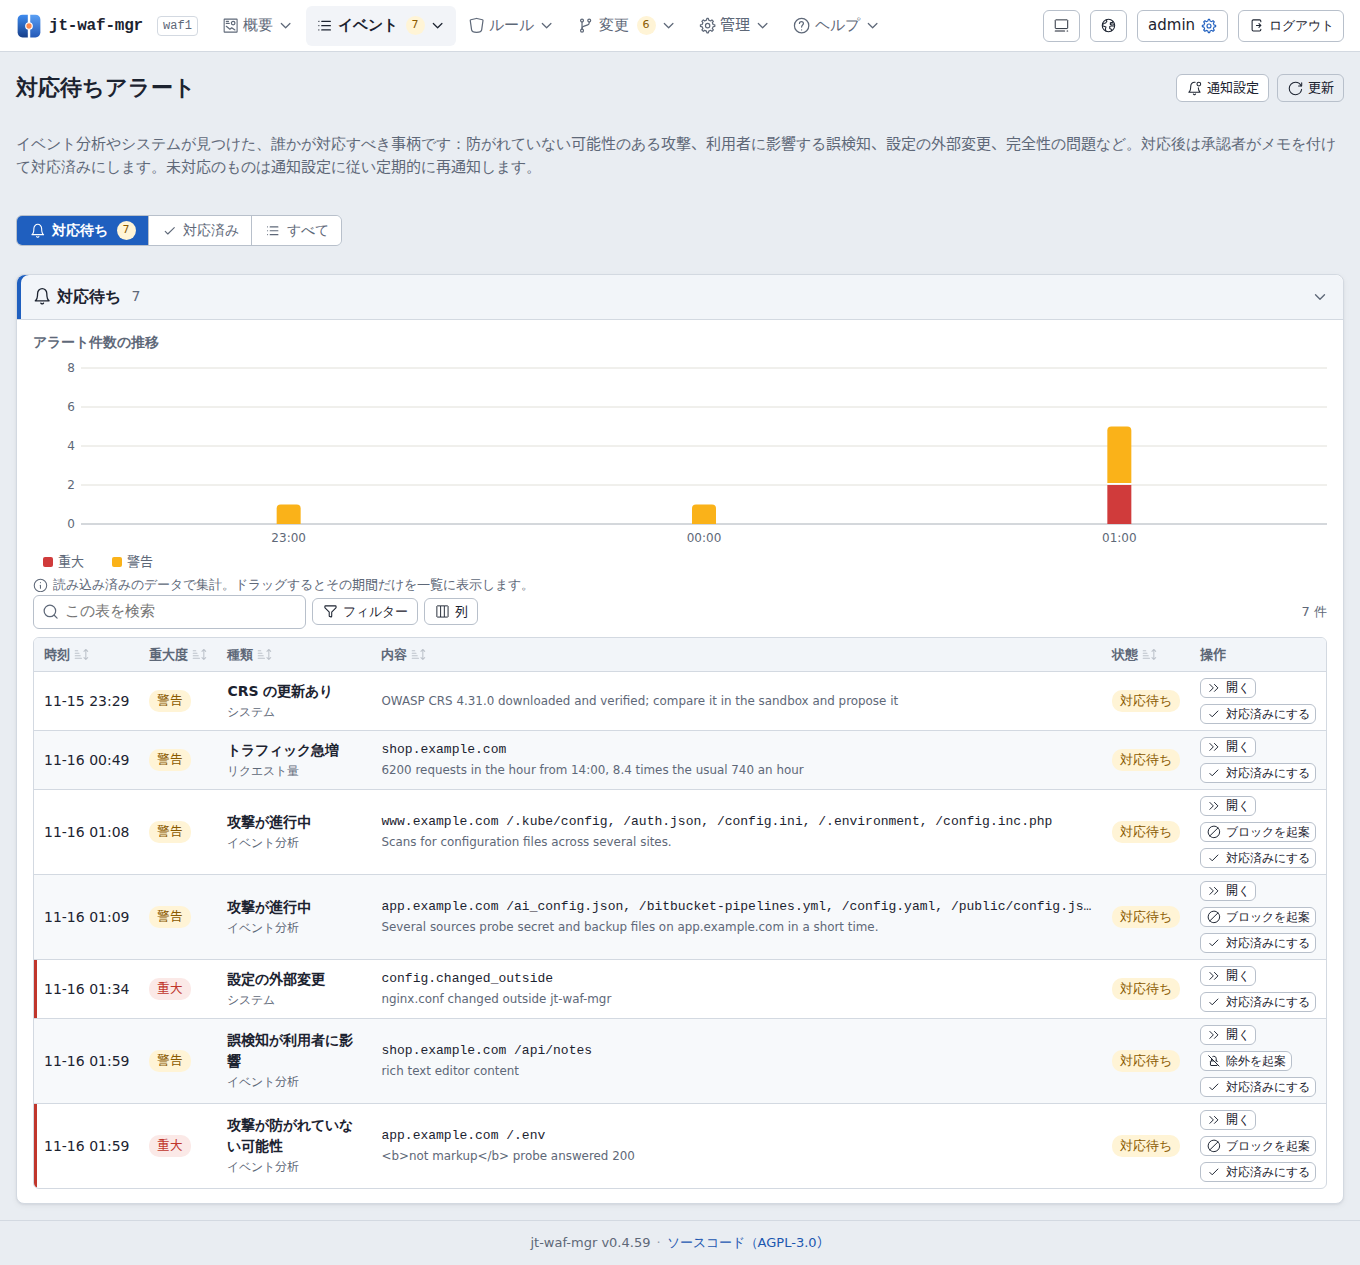 jt-waf-mgr waf1 概要 イベント 7 ルール 変更 6 管理 ヘルプ admin ログアウト
対応待ちアラート
通知設定 更新
イベント分析やシステムが見つけた、誰かが対応すべき事柄です：防がれていない可能性のある攻撃、利用者に影響する誤検知、設定の外部変更、完全性の問題など。対応後は承認者がメモを付け
て対応済みにします。未対応のものは通知設定に従い定期的に再通知します。
対応待ち 7 対応済み すべて
対応待ち 7
アラート件数の推移
8
6
4
2
0
23:00 00:00 01:00
重大 警告
読み込み済みのデータで集計。ドラッグするとその期間だけを一覧に表示します。
この表を検索 フィルター 列 7 件
時刻 重大度 種類 内容 状態 操作
11-15 23:29 警告 CRS の更新あり システム OWASP CRS 4.31.0 downloaded and verified; compare it in the sandbox and propose it 対応待ち 開く
対応済みにする
11-16 00:49 警告 トラフィック急増 リクエスト量 shop.example.com 対応待ち 開く
6200 requests in the hour from 14:00, 8.4 times the usual 740 an hour 対応済みにする
11-16 01:08 警告 攻撃が進行中 イベント分析 www.example.com /.kube/config, /auth.json, /config.ini, /.environment, /config.inc.php 対応待ち 開く
Scans for configuration files across several sites. ブロックを起案
対応済みにする
11-16 01:09 警告 攻撃が進行中 イベント分析 app.example.com /ai_config.json, /bitbucket-pipelines.yml, /config.yaml, /public/config.js… 対応待ち 開く
Several sources probe secret and backup files on app.example.com in a short time. ブロックを起案
対応済みにする
11-16 01:34 重大 設定の外部変更 システム config.changed_outside 対応待ち 開く
nginx.conf changed outside jt-waf-mgr 対応済みにする
11-16 01:59 警告 誤検知が利用者に影響 イベント分析 shop.example.com /api/notes 対応待ち 開く
rich text editor content 除外を起案
対応済みにする
11-16 01:59 重大 攻撃が防がれていない可能性 イベント分析 app.example.com /.env 対応待ち 開く
<b>not markup</b> probe answered 200 ブロックを起案
対応済みにする
jt-waf-mgr v0.4.59 · ソースコード（AGPL-3.0）